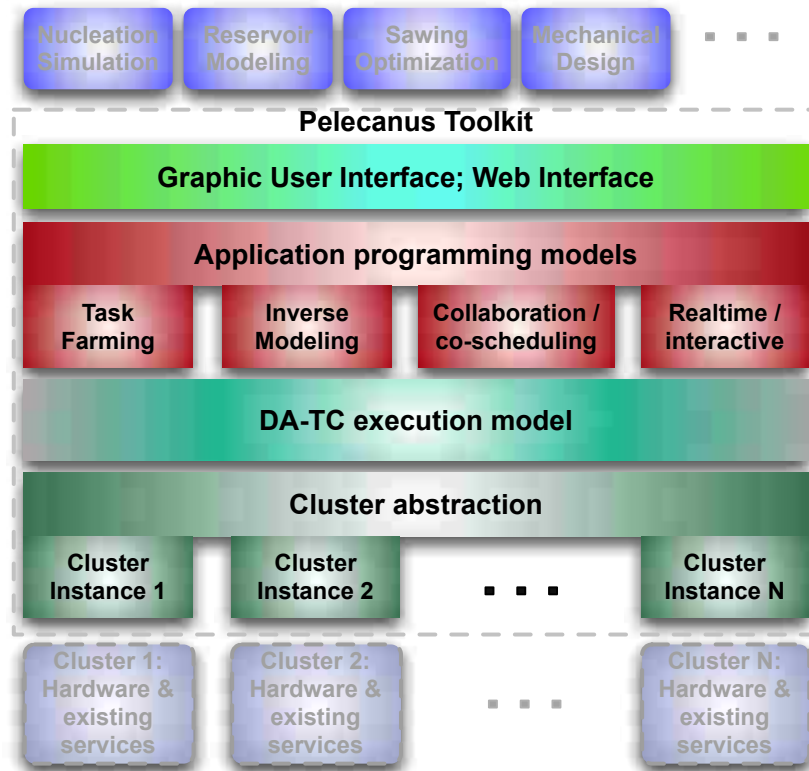 Nucleation
Simulation
Reservoir
Modeling
Sawing
Optimization
Mechanical
Design
. . .
Pelecanus Toolkit
Graphic User Interface; Web Interface
Application programming models
Task
Farming
Inverse
Modeling
Collaboration /
co-scheduling
Realtime /
interactive
DA-TC execution model
Cluster abstraction
Cluster
Instance 1
Cluster
Instance 2
. . .
Cluster
Instance N
Cluster 1:
Hardware &
existing
services
Cluster 2:
Hardware &
existing
services
. . .
Cluster N:
Hardware &
existing
services